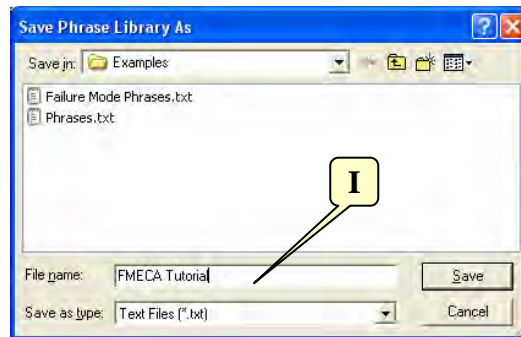 Save Phrase Library As
Save in: Examples
Failure Mode Phrases.txt
Phrases.txt
I
File name: FMECA Tutorial Save
Save as type: Text Files (*.txt) Cancel